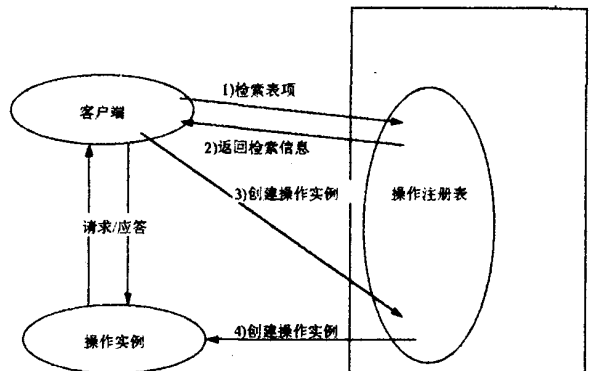 1)检索表项
客户端
2)返回检索信息
3)创建操作实例
操作注册表
请求/应答
4)创建操作实例
操作实例